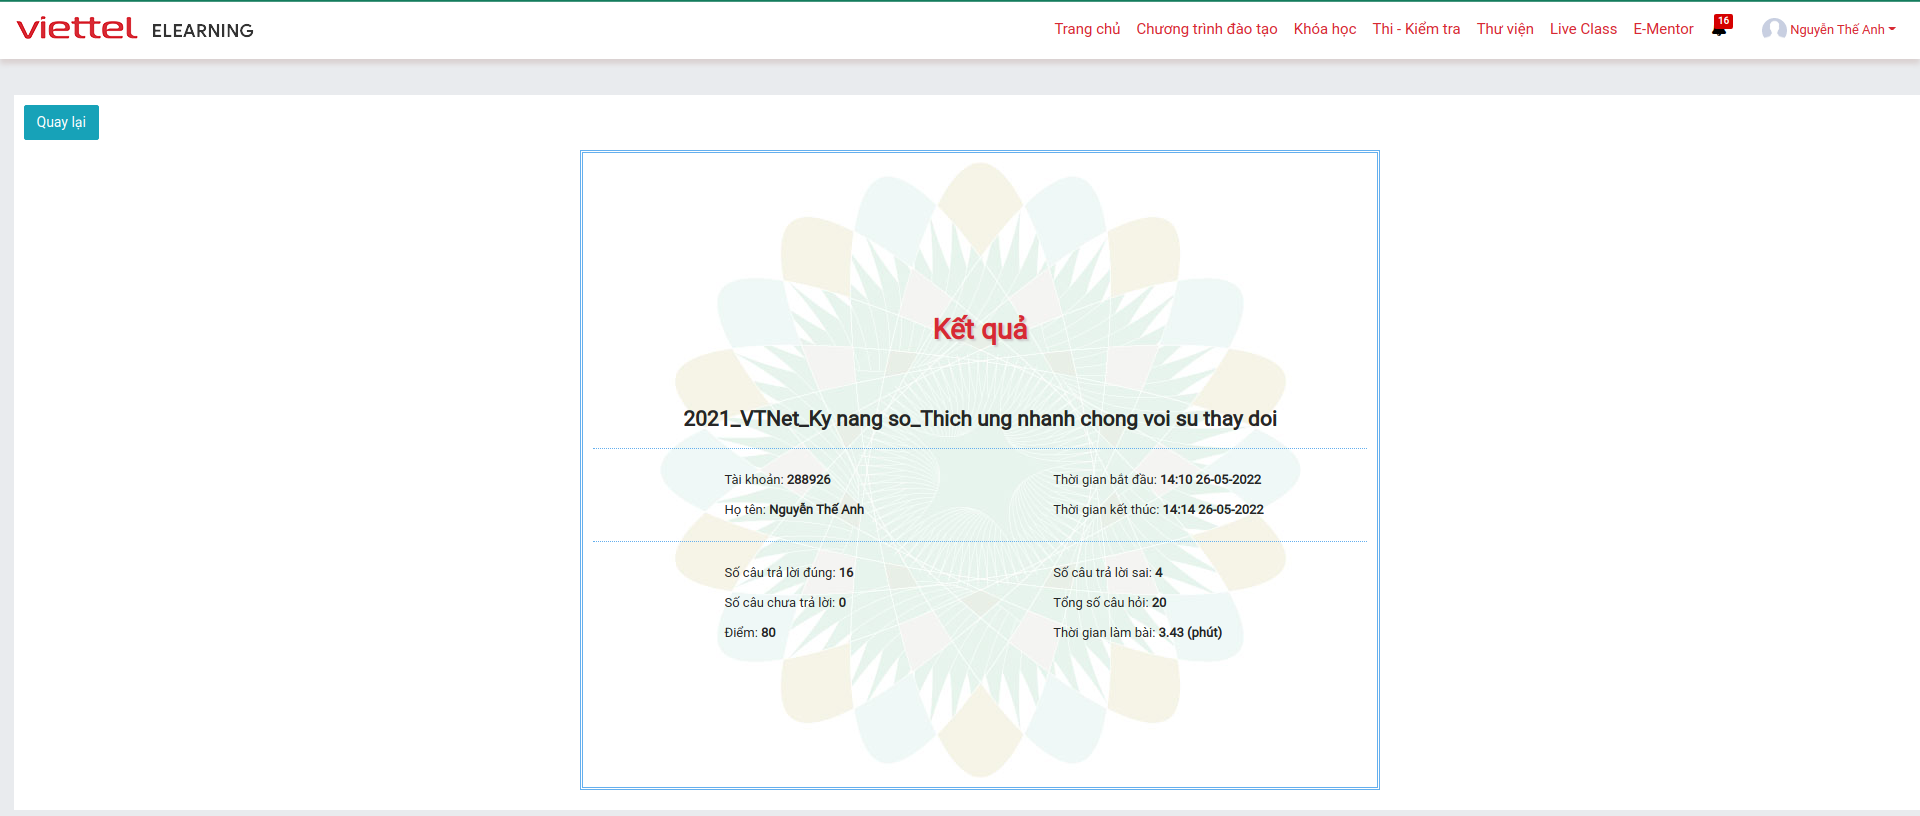 viettel ELEARNING
Trang chủ Chương trình đào tạo Khóa học Thi - Kiểm tra Thư viện Live Class E-Mentor 16 Nguyễn Thế Anh
Quay lại
Kết quả
2021_VTNet_Ky nang so_Thich ung nhanh chong voi su thay doi
Tài khoản: 288926 Thời gian bắt đầu: 14:10 26-05-2022
Họ tên: Nguyễn Thế Anh Thời gian kết thúc: 14:14 26-05-2022
Số câu trả lời đúng: 16 Số câu trả lời sai: 4
Số câu chưa trả lời: 0 Tổng số câu hỏi: 20
Điểm: 80 Thời gian làm bài: 3.43 (phút)